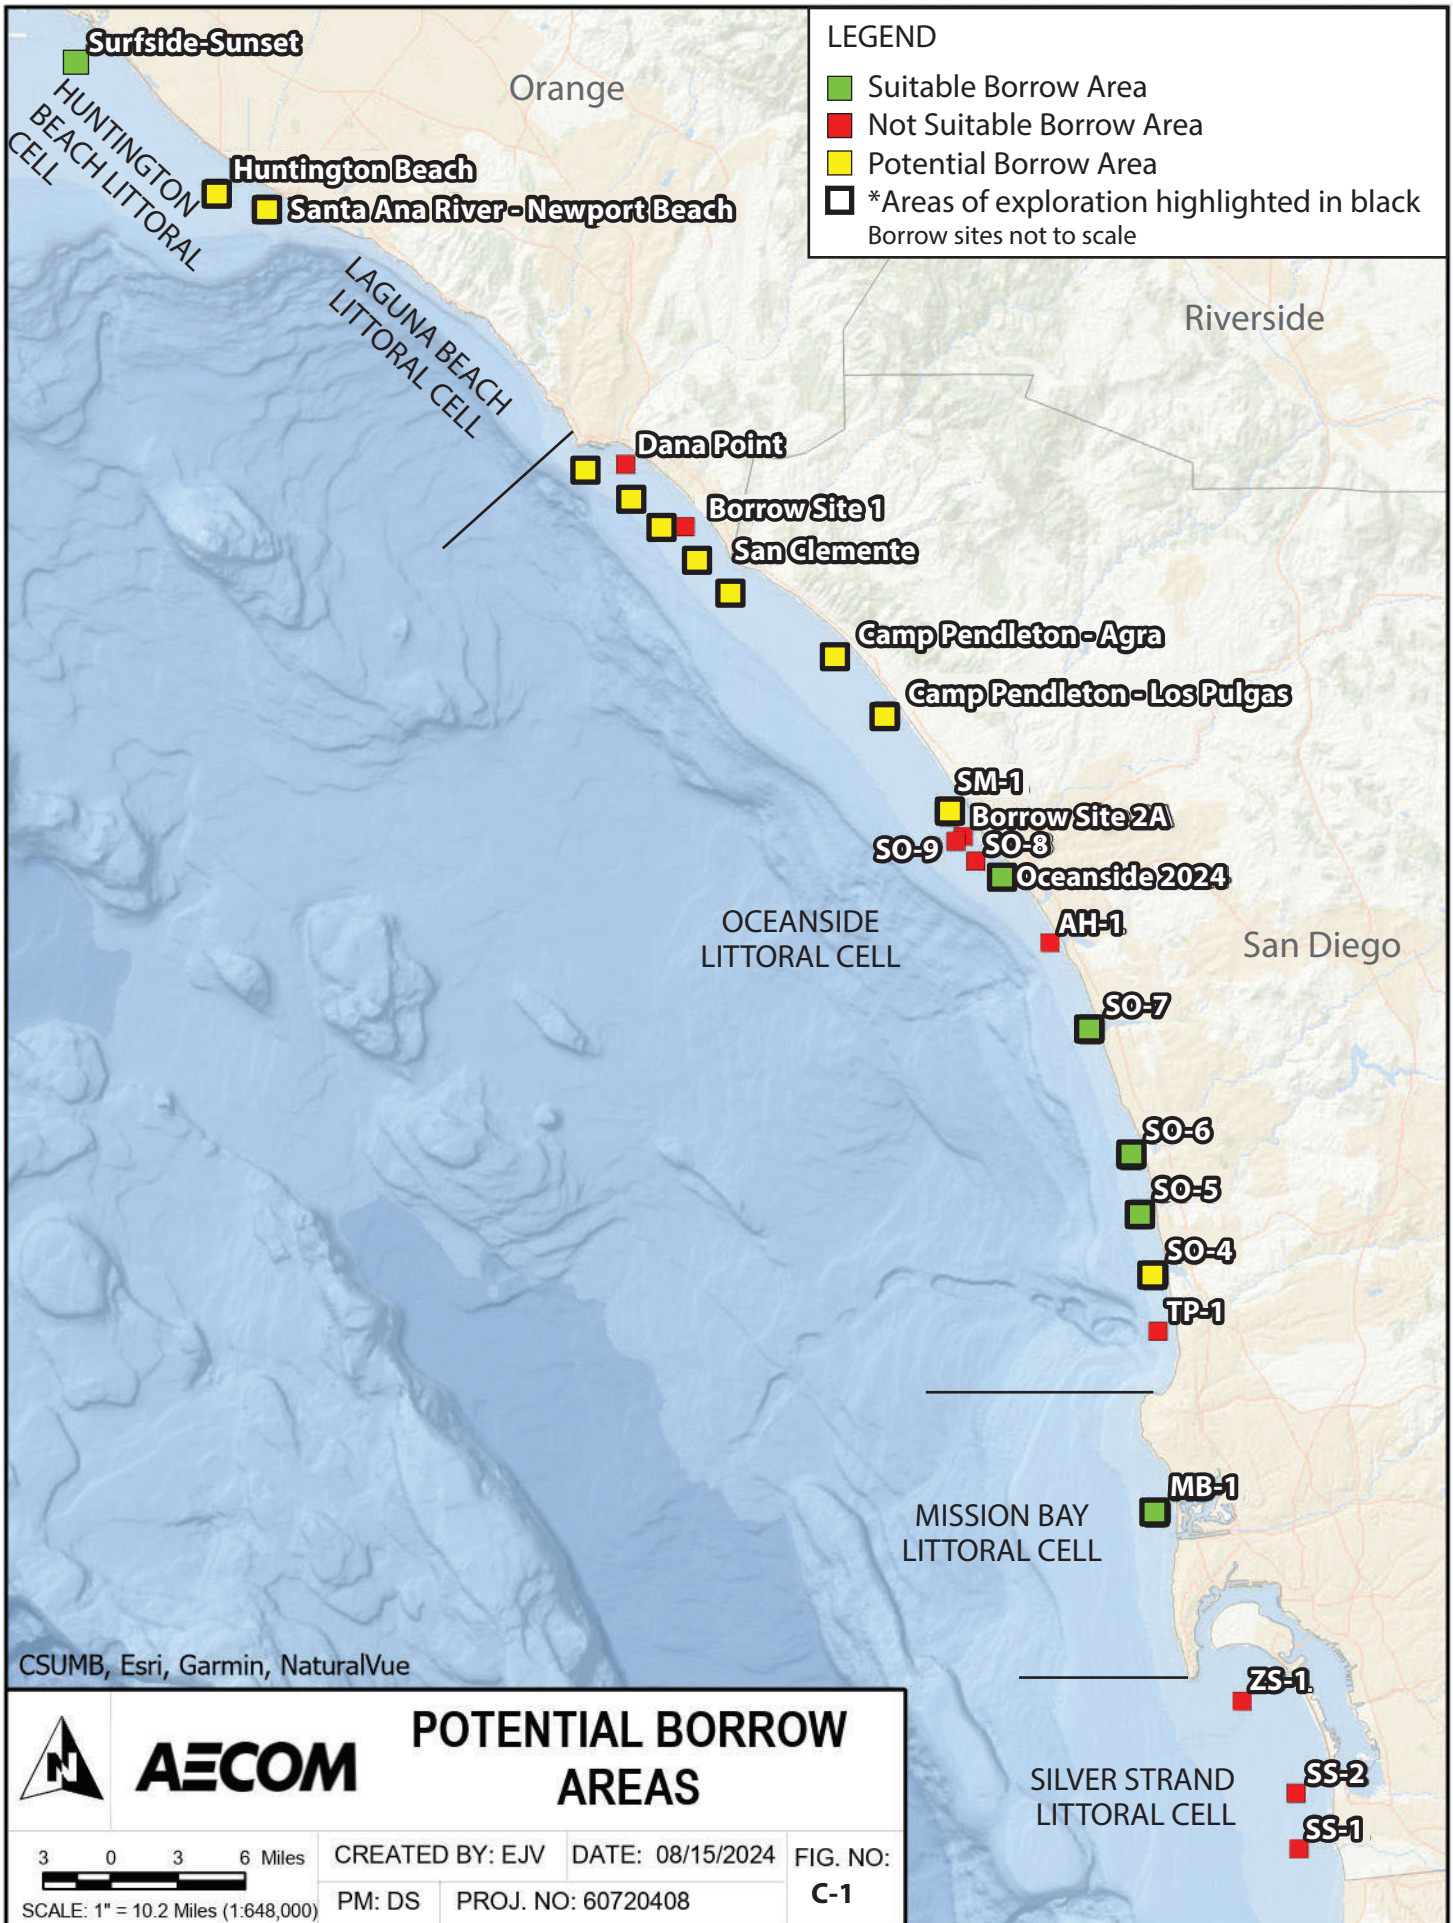 Surfside-Sunset
Orange
LEGEND
Suitable Borrow Area
Not Suitable Borrow Area
Potential Borrow Area
*Areas of exploration highlighted in black
Borrow sites not to scale
HUNTINGTON
BEACH LITTORAL
CELL
Huntington Beach
Santa Ana River - Newport Beach
LAGUNA BEACH
LITTORAL CELL
Riverside
Dana Point
Borrow Site 1
San Clemente
Camp Pendleton - Agra
Camp Pendleton - Los Pulgas
SM-1
Borrow Site 2A
SO-9
SO-8
Oceanside 2024
OCEANSIDE
LITTORAL CELL
AH-1
San Diego
SO-7
SO-6
SO-5
SO-4
TP-1
MB-1
MISSION BAY
LITTORAL CELL
CSUMB, Esri, Garmin, NaturalVue
ZS-1
SILVER STRAND
LITTORAL CELL
SS-2
SS-1
N
AECOM
POTENTIAL BORROW
AREAS
3 0 3 6 Miles
SCALE: 1" = 10.2 Miles (1:648,000)
CREATED BY: EJV
DATE: 08/15/2024
FIG. NO:
C-1
PM: DS
PROJ. NO: 60720408